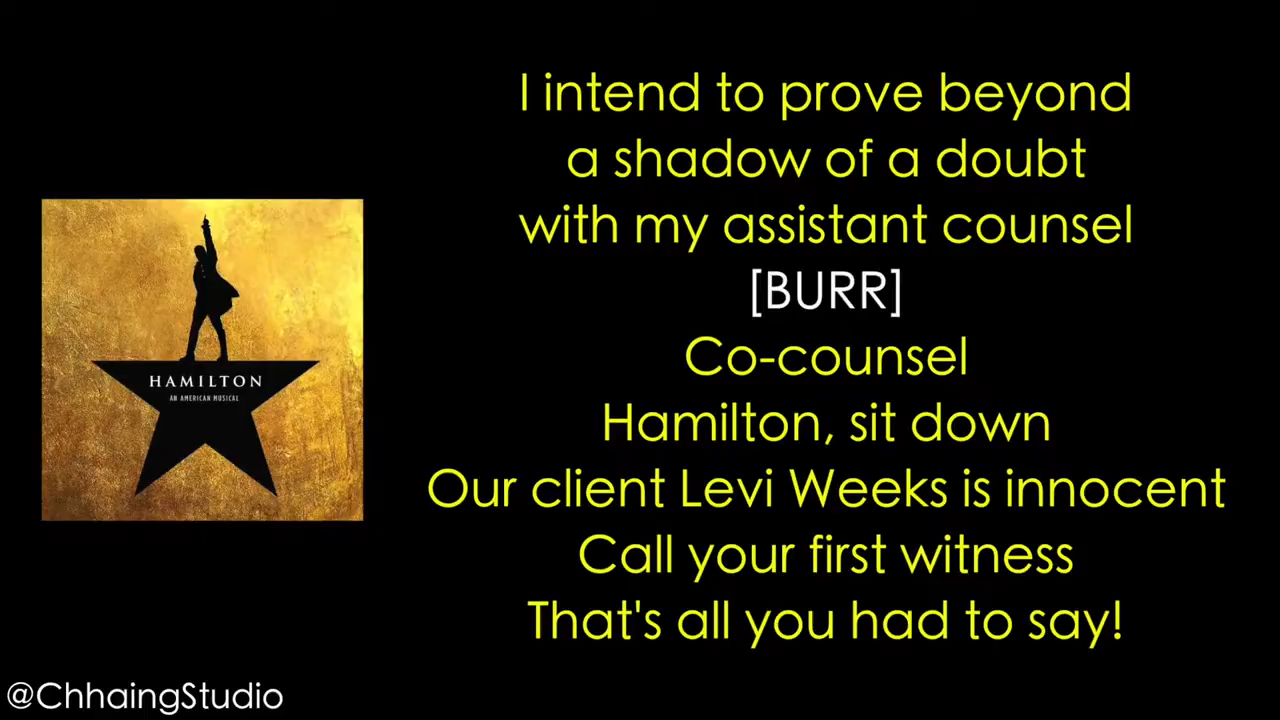 I intend to prove beyond
a shadow of a doubt
with my assistant counsel
[BURR]
Co-counsel
Hamilton, sit down
Our client Levi Weeks is innocent
Call your first witness
That's all you had to say!
HAMILTON
AN AMERICAN MUSICAL
@ChhaingStudio